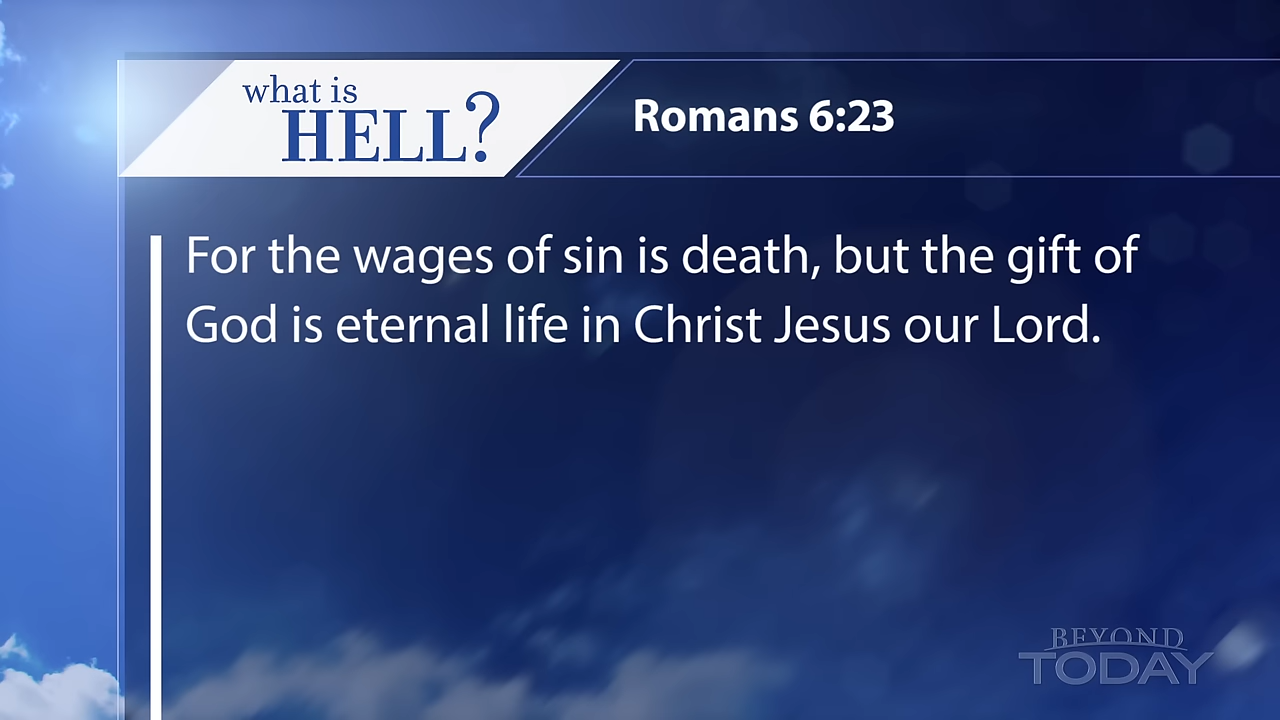 what is
HELL?
Romans 6:23
For the wages of sin is death, but the gift of
God is eternal life in Christ Jesus our Lord.
BEYOND
TODAY